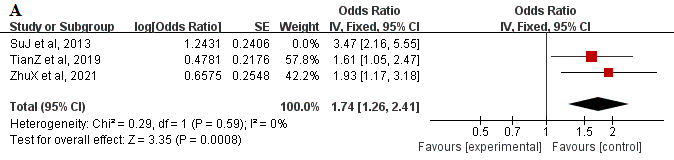 A
Odds Ratio Odds Ratio
Study or Subgroup log[Odds Ratio] SE Weight IV, Fixed, 95% CI IV, Fixed, 95% CI
SuJ et al, 2013 1.2431 0.2406 0.0% 3.47 [2.16, 5.55]
TianZ et al, 2019 0.4781 0.2176 57.8% 1.61 [1.05, 2.47]
ZhuX et al, 2021 0.6575 0.2548 42.2% 1.93 [1.17, 3.18]
Total (95% CI) 100.0% 1.74 [1.26, 2.41]
Heterogeneity: Chi² = 0.29, df = 1 (P = 0.59); I² = 0%
Test for overall effect: Z = 3.35 (P = 0.0008)
0.5 0.7 1 1.5 2
Favours [experimental] Favours [control]